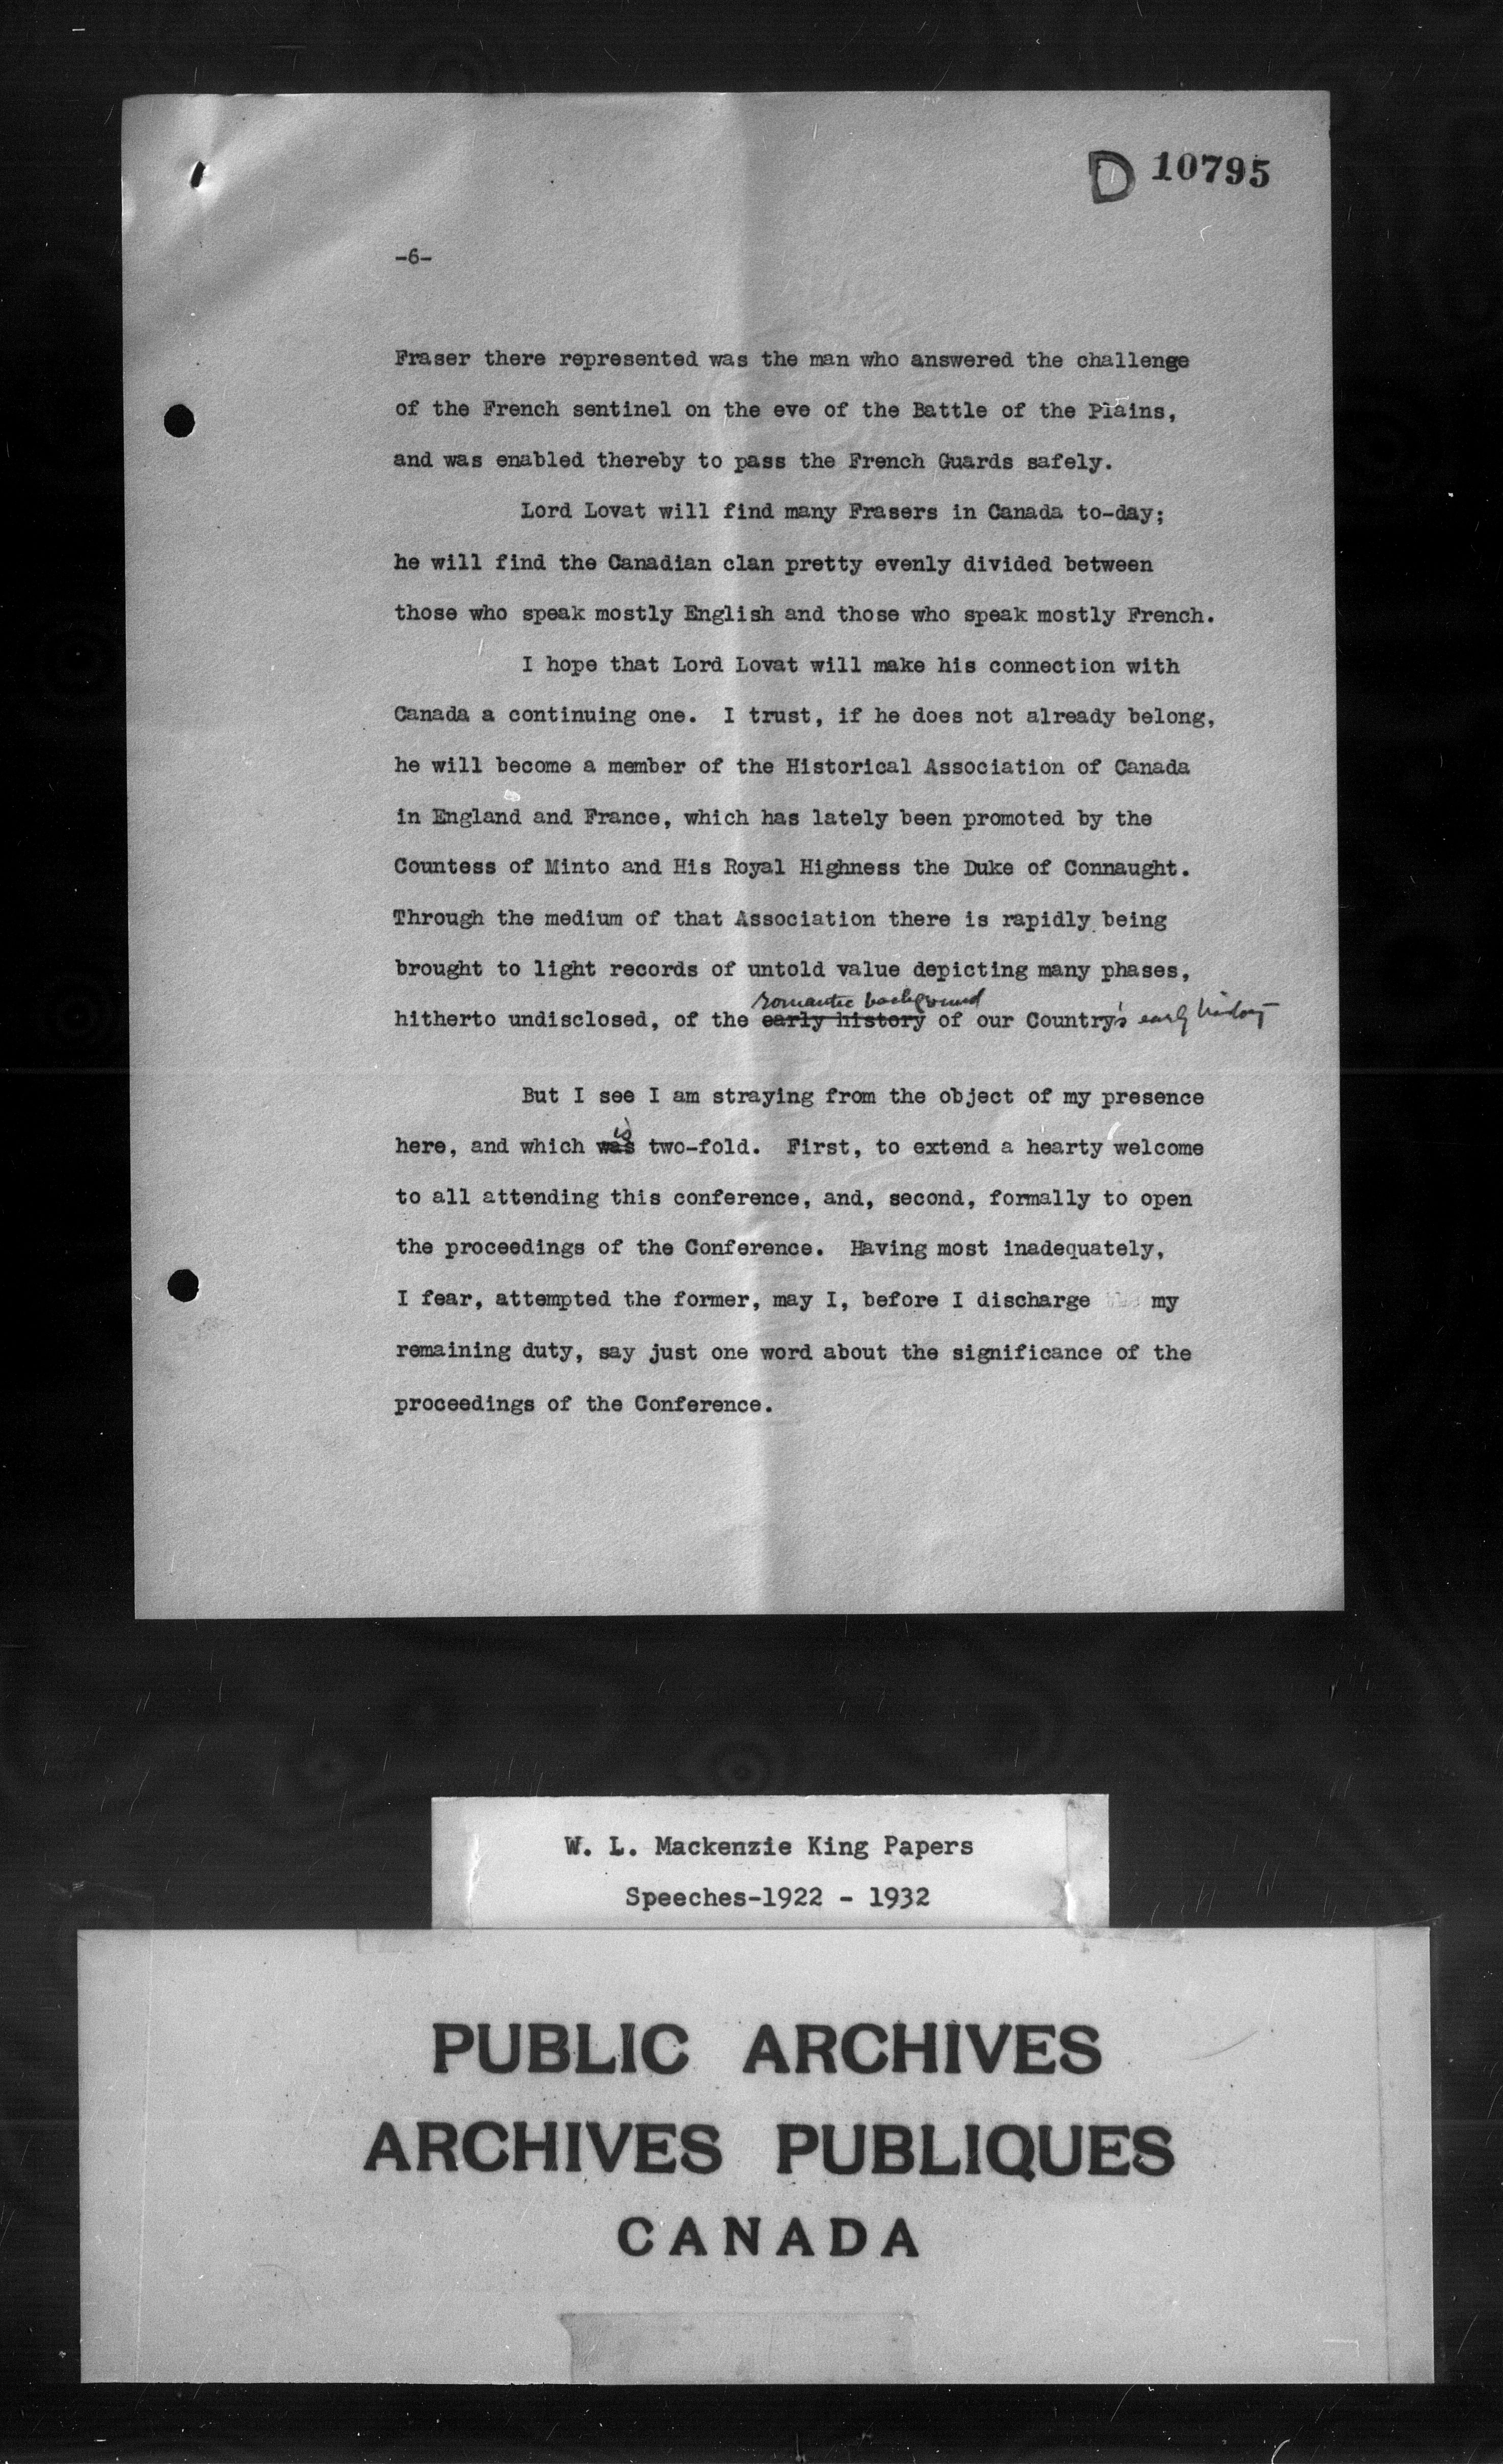 D 10795
-6-
Fraser there represented was the man who answered the challenge
of the French sentinel on the eve of the Battle of the Plains,
and was enabled thereby to pass the French Guards safely.
Lord Lovat will find many Frasers in Canada to-day;
he will find the Canadian clan pretty evenly divided between
those who speak mostly English and those who speak mostly French.
I hope that Lord Lovat will make his connection with
Canada a continuing one. I trust, if he does not already belong,
he will become a member of the Historical Association of Canada
in England and France, which has lately been promoted by the
Countess of Minto and His Royal Highness the Duke of Connaught.
Through the medium of that Association there is rapidly being
brought to light records of untold value depicting many phases,
romantic background
hitherto undisclosed, of the early history of our Country's early history
But I see I am straying from the object of my presence
is
here, and which was two-fold. First, to extend a hearty welcome
to all attending this conference, and, second, formally to open
the proceedings of the Conference. Having most inadequately,
I fear, attempted the former, may I, before I discharge my
remaining duty, say just one word about the significance of the
proceedings of the Conference.
W. L. Mackenzie King Papers
Speeches-1922 - 1932
PUBLIC ARCHIVES
ARCHIVES PUBLIQUES
CANADA